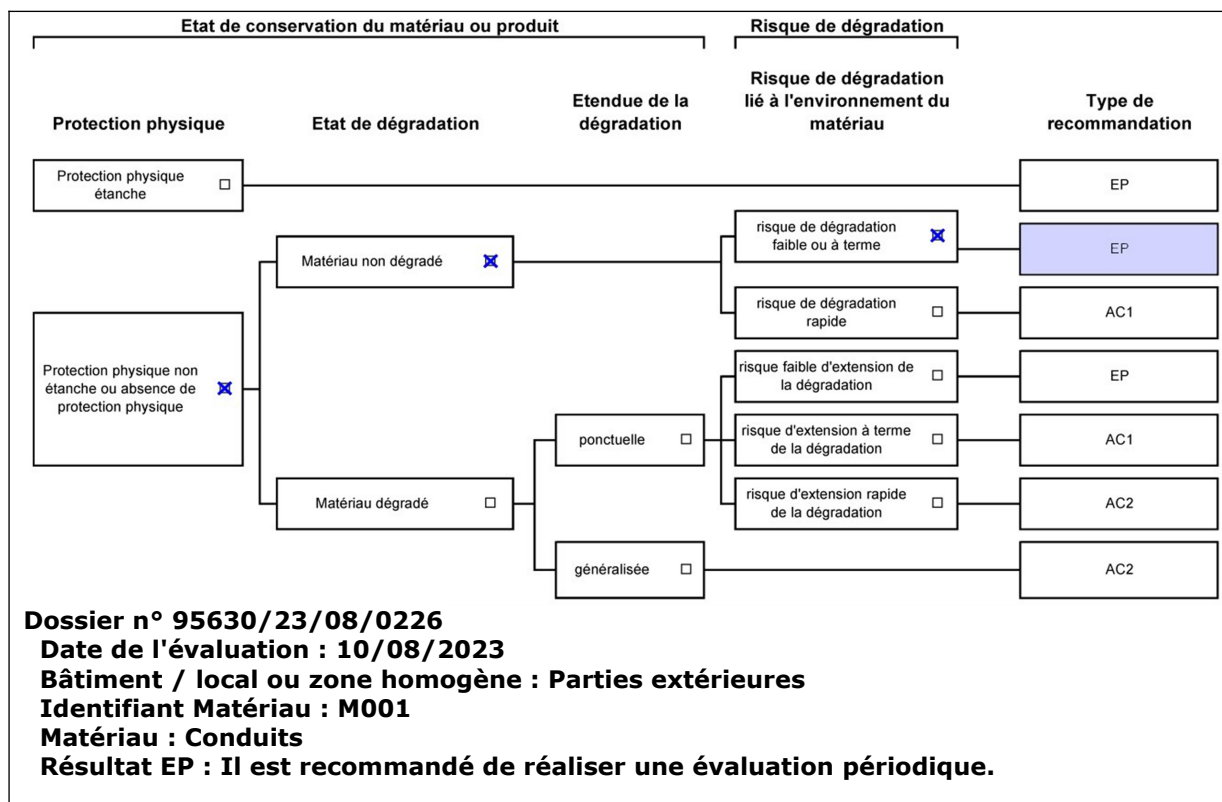 Etat de conservation du matériau ou produit
Risque de dégradation
Protection physique
Etat de dégradation
Etendue de la
dégradation
Risque de dégradation
lié à l'environnement du
matériau
Type de
recommandation
Protection physique
étanche
EP
risque de dégradation
faible ou à terme
EP
Matériau non dégradé
risque de dégradation
rapide
AC1
Protection physique non
étanche ou absence de
protection physique
risque faible d'extension de
la dégradation
EP
ponctuelle
risque d'extension à terme
de la dégradation
AC1
Matériau dégradé
risque d'extension rapide
de la dégradation
AC2
généralisée
AC2
Dossier n° 95630/23/08/0226
Date de l'évaluation : 10/08/2023
Bâtiment / local ou zone homogène : Parties extérieures
Identifiant Matériau : M001
Matériau : Conduits
Résultat EP : Il est recommandé de réaliser une évaluation périodique.